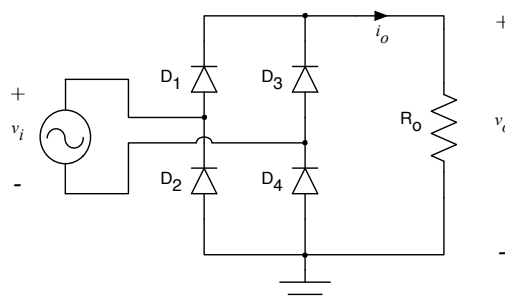 +
i_o
D_1
D_3
+
v_i
-
R_o
v_o
D_2
D_4
-